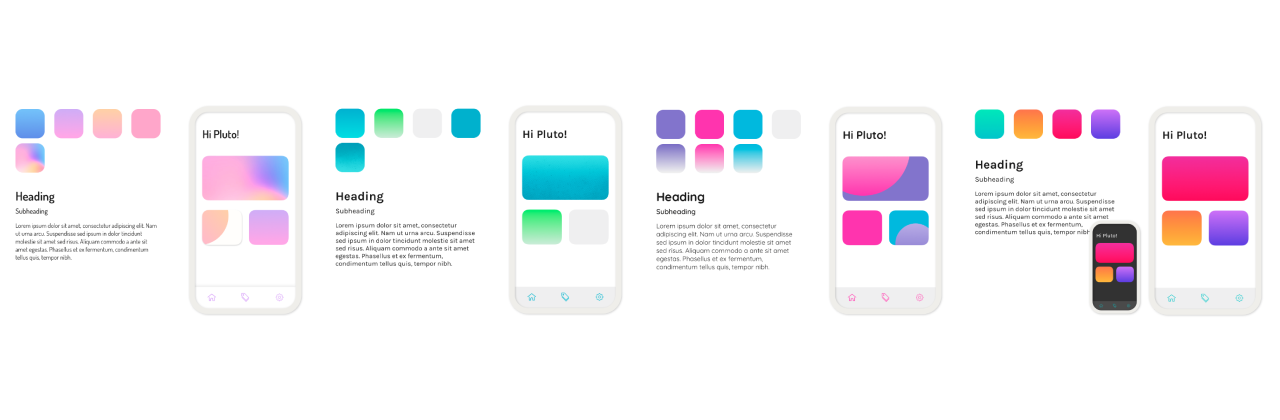 Hi Pluto!
Heading
Subheading
Lorem ipsum dolor sit amet, consectetur adipiscing elit. Nam
ut urna arcu. Suspendisse sed ipsum in dolor tincidunt
molestie sit amet sed risus. Aliquam commodo a ante sit
amet egestas. Phasellus et ex fermentum, condimentum
tellus quis, tempor nibh.
Hi Pluto!
Heading
Subheading
Lorem ipsum dolor sit amet, consectetur
adipiscing elit. Nam ut urna arcu. Suspendisse
sed ipsum in dolor tincidunt molestie sit amet
sed risus. Aliquam commodo a ante sit amet
egestas. Phasellus et ex fermentum,
condimentum tellus quis, tempor nibh.
Hi Pluto!
Heading
Subheading
Lorem ipsum dolor sit amet, consectetur
adipiscing elit. Nam ut urna arcu. Suspendisse
sed ipsum in dolor tincidunt molestie sit amet
sed risus. Aliquam commodo a ante sit amet
egestas. Phasellus et ex fermentum,
condimentum tellus quis, tempor nibh.
Hi Pluto!
Heading
Subheading
Lorem ipsum dolor sit amet, consectetur
adipiscing elit. Nam ut urna arcu. Suspendisse
sed ipsum in dolor tincidunt molestie sit amet
sed risus. Aliquam commodo a ante sit amet
egestas. Phasellus et ex fermentum,
condimentum tellus quis, tempor nibh
Hi Pluto!